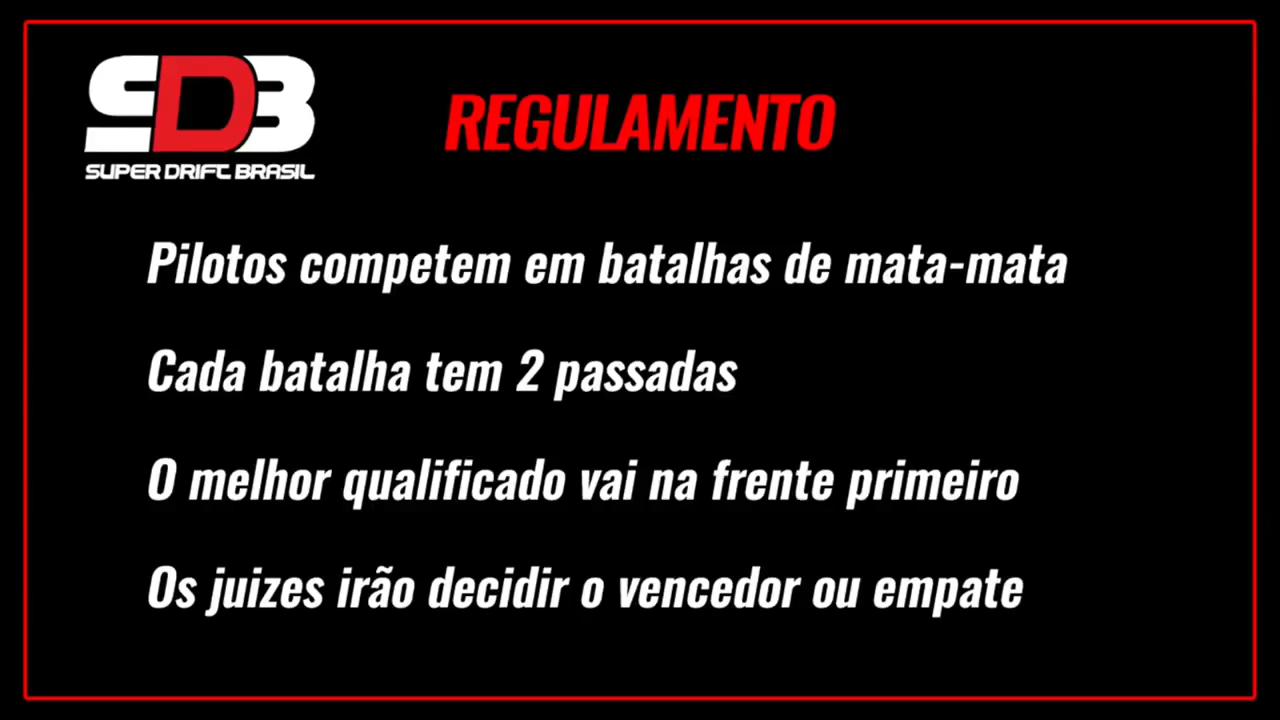 SDB
SUPER DRIFT BRASIL
REGULAMENTO
Pilotos competem em batalhas de mata-mata
Cada batalha tem 2 passadas
O melhor qualificado vai na frente primeiro
Os juizes irão decidir o vencedor ou empate